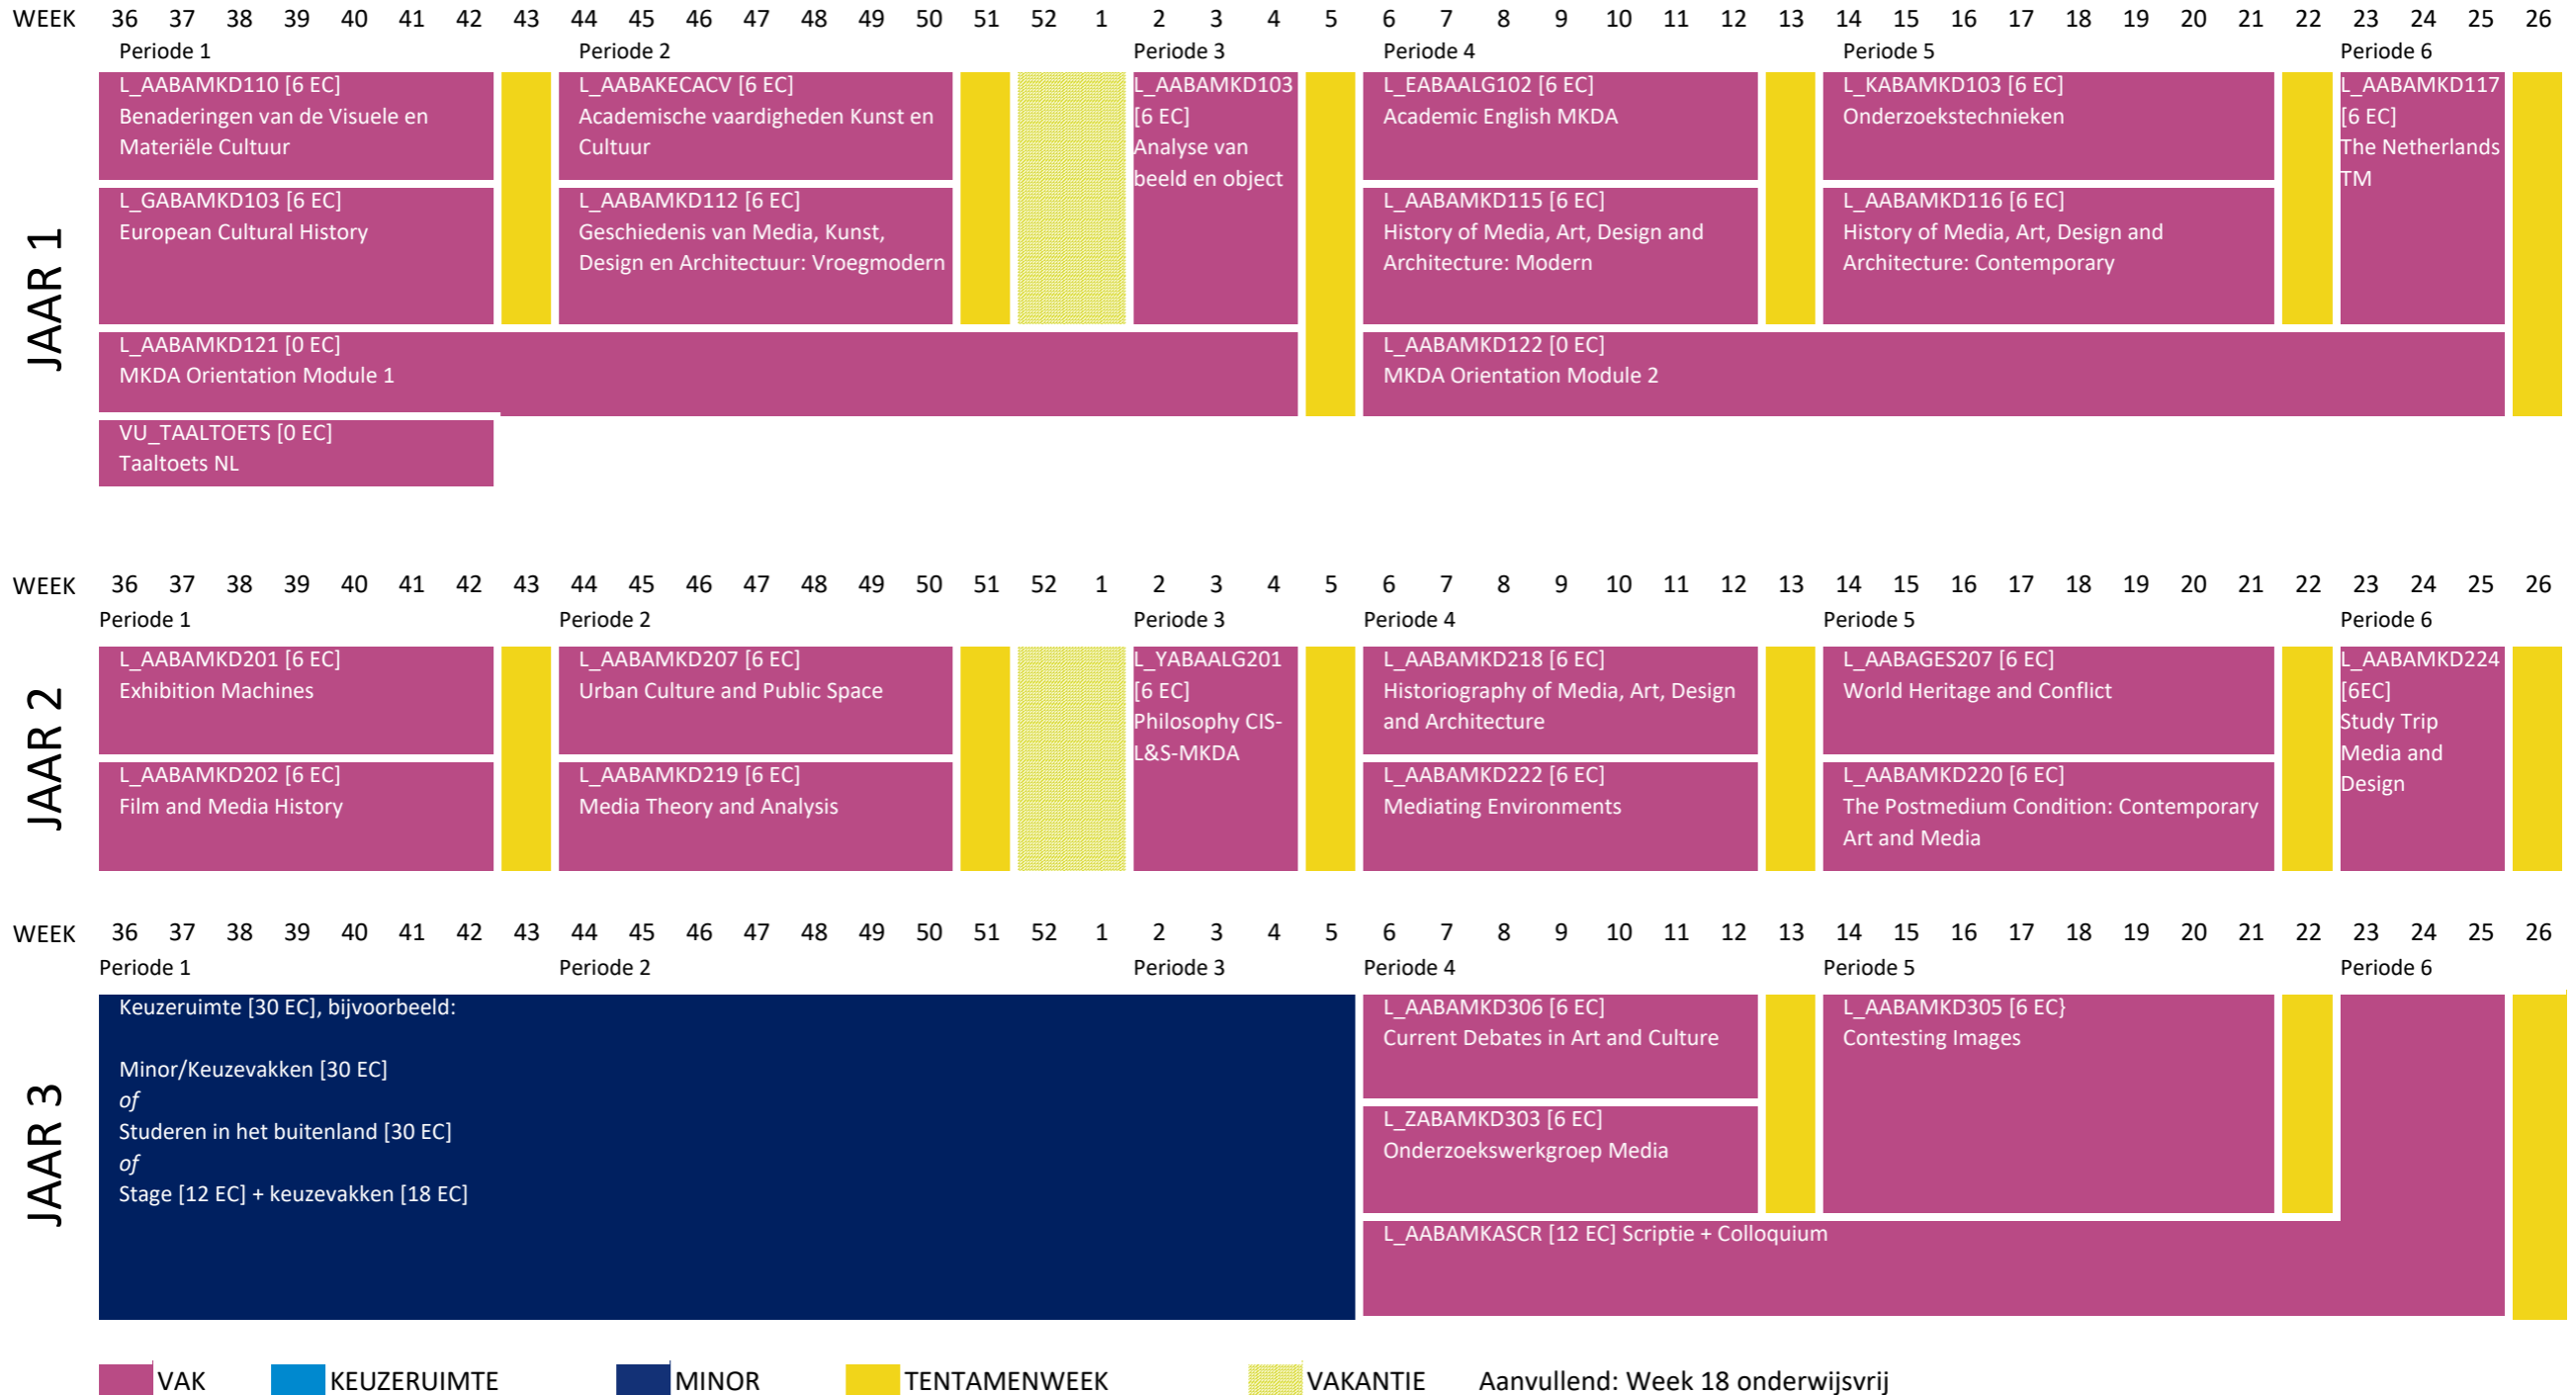 WEEK 36 37 38 39 40 41 42 43 44 45 46 47 48 49 50 51 52 1 2 3 4 5 6 7 8 9 10 11 12 13 14 15 16 17 18 19 20 21 22 23 24 25 26
Periode 1 Periode 2 Periode 3 Periode 4 Periode 5 Periode 6
JAAR 1
L_AABAMKD110 [6 EC]
Benaderingen van de Visuele en
Materiële Cultuur
L_GABAMKD103 [6 EC]
European Cultural History
L_AABAKECACV [6 EC]
Academische vaardigheden Kunst en
Cultuur
L_AABAMKD112 [6 EC]
Geschiedenis van Media, Kunst,
Design en Architectuur: Vroegmodern
L_AABAMKD103
[6 EC]
Analyse van
beeld en object
L_EABAALG102 [6 EC]
Academic English MKDA
L_AABAMKD115 [6 EC]
History of Media, Art, Design and
Architecture: Modern
L_KABAMKD103 [6 EC]
Onderzoekstechnieken
L_AABAMKD116 [6 EC]
History of Media, Art, Design and
Architecture: Contemporary
L_AABAMKD117
[6 EC]
The Netherlands
TM
L_AABAMKD121 [0 EC]
MKDA Orientation Module 1
L_AABAMKD122 [0 EC]
MKDA Orientation Module 2
VU_TAALTOETS [0 EC]
Taaltoets NL
WEEK 36 37 38 39 40 41 42 43 44 45 46 47 48 49 50 51 52 1 2 3 4 5 6 7 8 9 10 11 12 13 14 15 16 17 18 19 20 21 22 23 24 25 26
Periode 1 Periode 2 Periode 3 Periode 4 Periode 5 Periode 6
JAAR 2
L_AABAMKD201 [6 EC]
Exhibition Machines
L_AABAMKD202 [6 EC]
Film and Media History
L_AABAMKD207 [6 EC]
Urban Culture and Public Space
L_AABAMKD219 [6 EC]
Media Theory and Analysis
L_YABAALG201
[6 EC]
Philosophy CIS-
L&S-MKDA
L_AABAMKD218 [6 EC]
Historiography of Media, Art, Design
and Architecture
L_AABAMKD222 [6 EC]
Mediating Environments
L_AABAGES207 [6 EC]
World Heritage and Conflict
L_AABAMKD220 [6 EC]
The Postmedium Condition: Contemporary
Art and Media
L_AABAMKD224
[6EC]
Study Trip
Media and
Design
WEEK 36 37 38 39 40 41 42 43 44 45 46 47 48 49 50 51 52 1 2 3 4 5 6 7 8 9 10 11 12 13 14 15 16 17 18 19 20 21 22 23 24 25 26
Periode 1 Periode 2 Periode 3 Periode 4 Periode 5 Periode 6
JAAR 3
Keuzeruimte [30 EC], bijvoorbeeld:
Minor/Keuzevakken [30 EC]
of
Studeren in het buitenland [30 EC]
of
Stage [12 EC] + keuzevakken [18 EC]
L_AABAMKD306 [6 EC]
Current Debates in Art and Culture
L_ZABAMKD303 [6 EC]
Onderzoekswerkgroep Media
L_AABAMKD305 [6 EC}
Contesting Images
L_AABAMKASCR [12 EC] Scriptie + Colloquium
VAK KEUZERUIMTE MINOR TENTAMENWEEK VAKANTIE Aanvullend: Week 18 onderwijsvrij